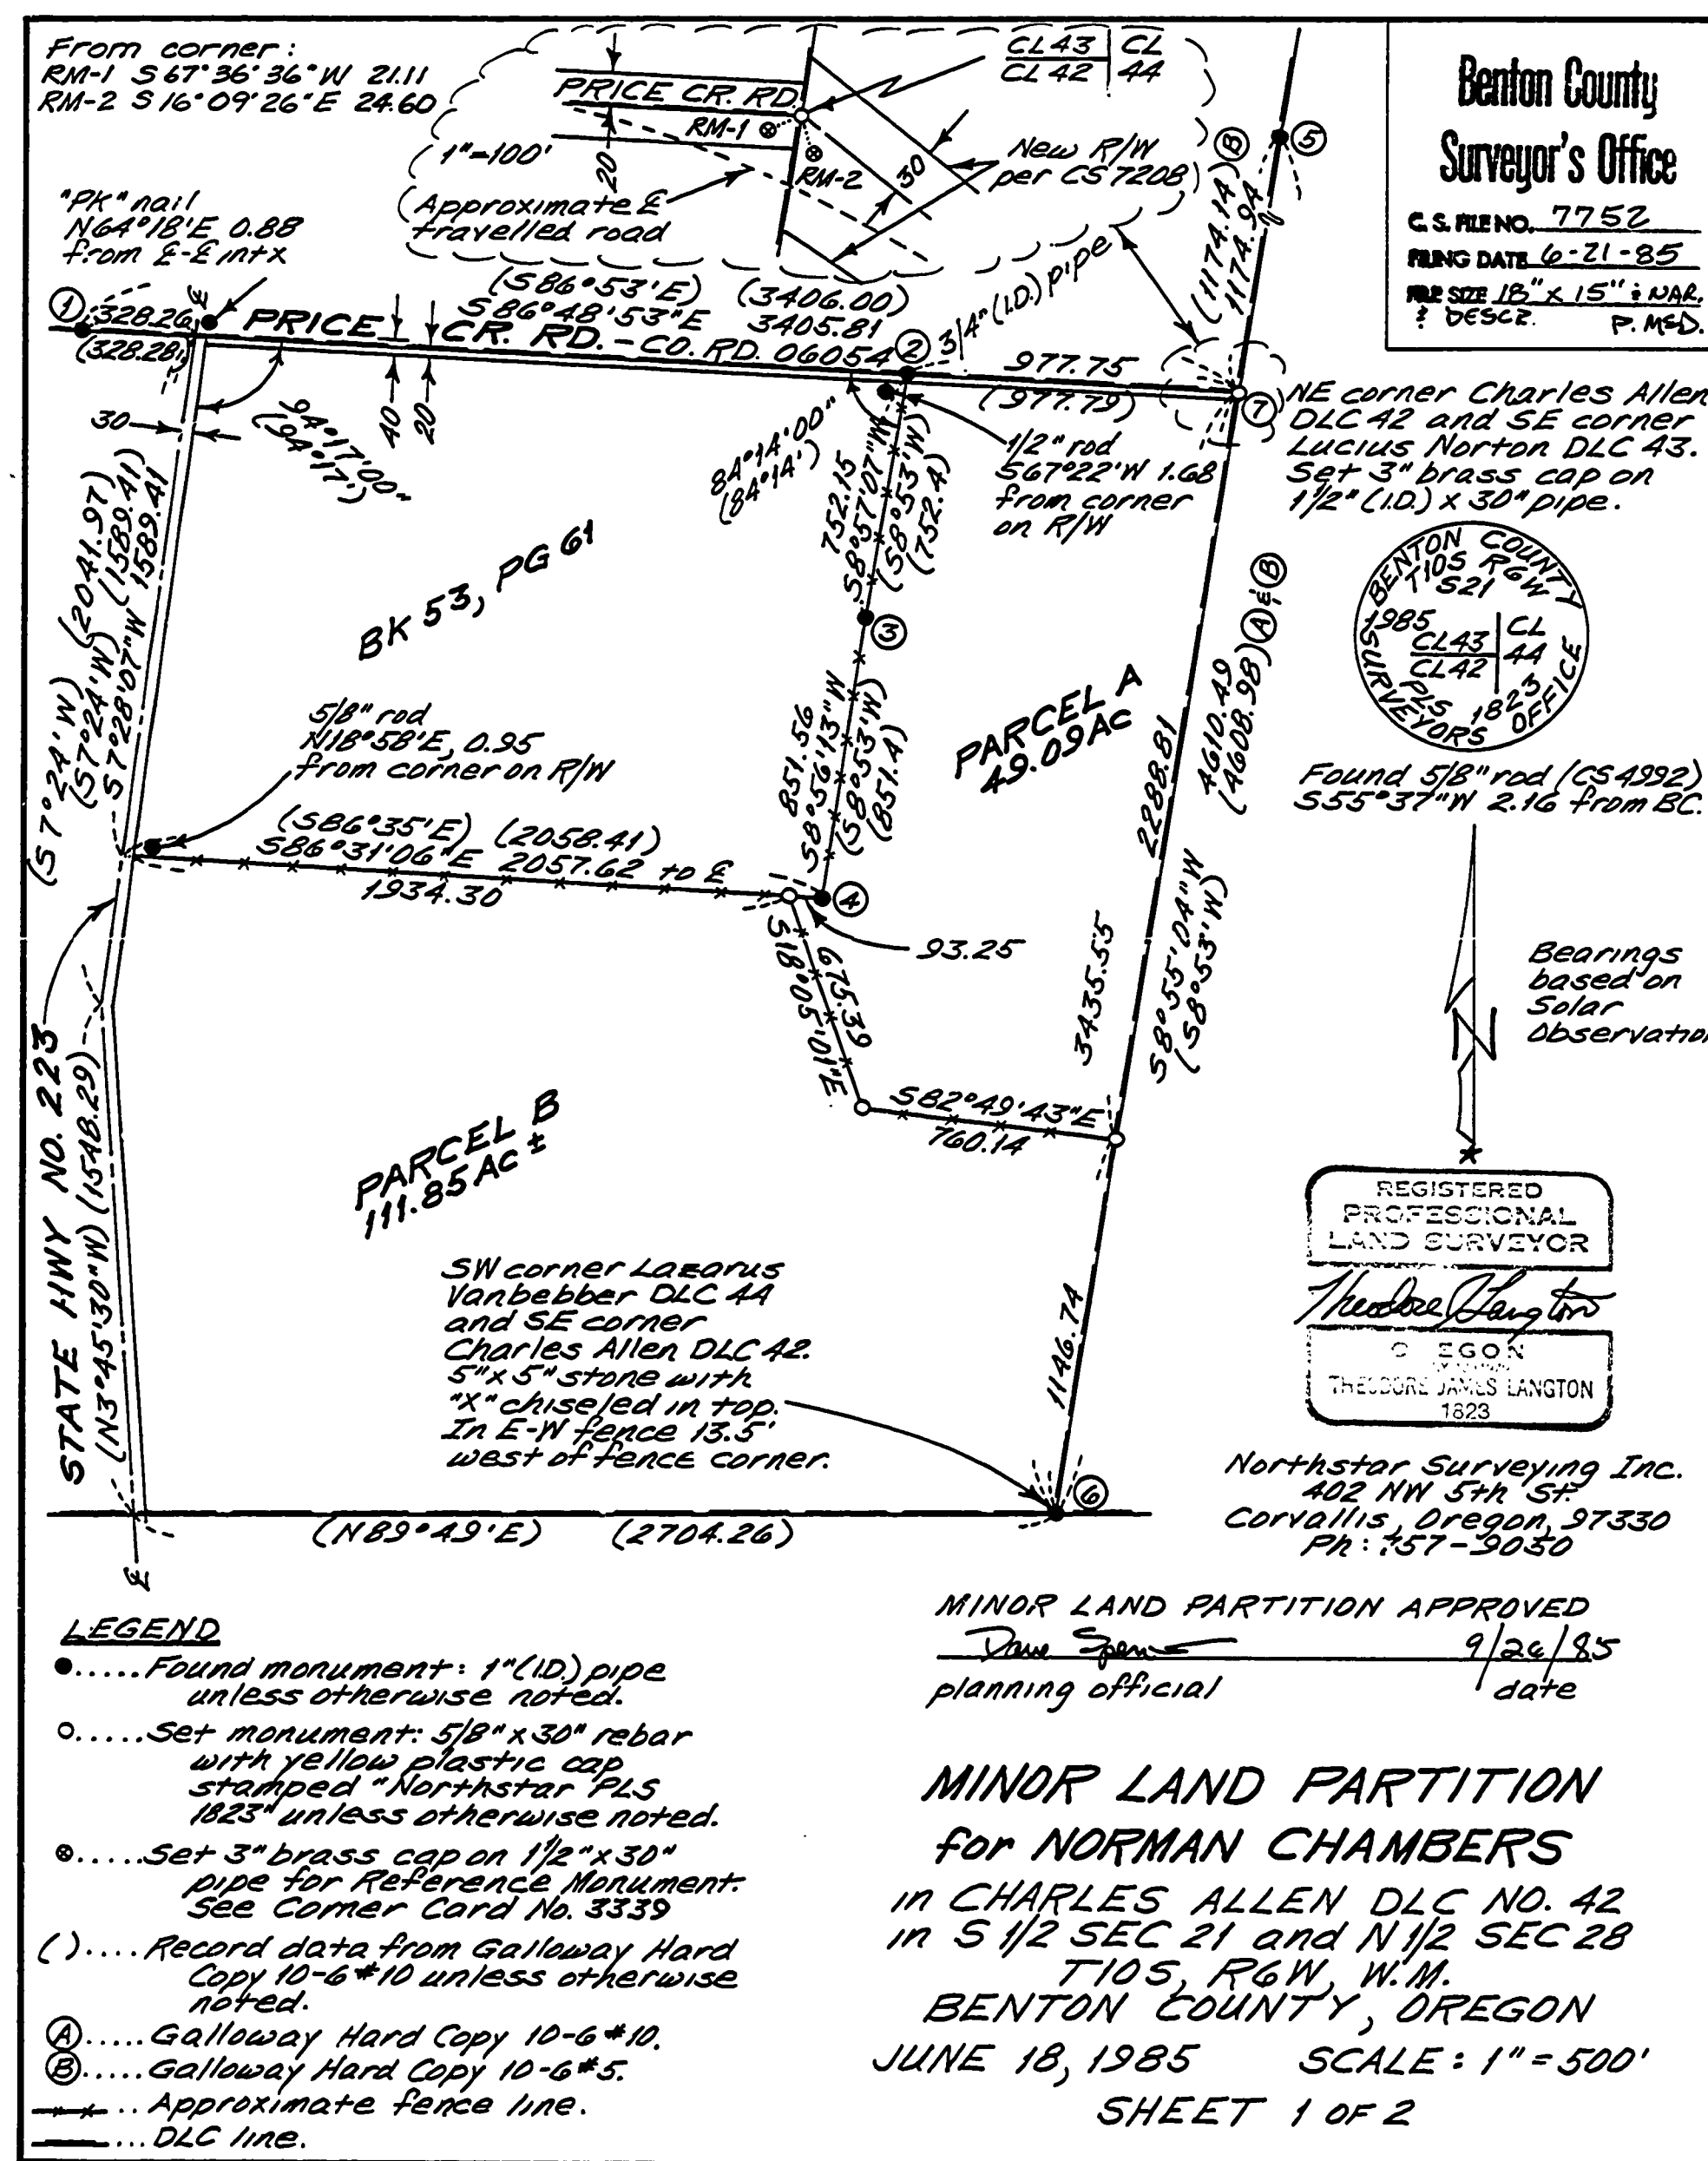 From corner:
RM-1 S 67°36'36"W 21.11
RM-2 S 16°09'26"E 24.60
CL 43 CL
CL 42 44
PRICE CR. RD.
RM-1
RM-2
1"=100'
20
30
New R/W
per CS 7208
(Approximate ℄
travelled road
"PK" nail
N64°18'E 0.88
from ℄-℄ intx
Benton County
Surveyor's Office
C. S. FILE NO. 7752
FILING DATE 6-21-85
FILE SIZE 18" x 15" & NAR.
& DESCR. P. M&D.
B
5
(1174.14)
1174.94
1
328.26
(328.28)
℄
PRICE CR. RD. - CO. RD. 06054
(S86°53'E) (3406.00)
S86°48'53"E 3405.81
2
3/4" (I.D.) pipe
977.75
(977.79)
7
NE corner Charles Allen
DLC 42 and SE corner
Lucius Norton DLC 43.
Set 3" brass cap on
1 1/2" (I.D.) x 30" pipe.
30
94°17'00"
(94°17')
40
20
84°14'00"
(84°14')
1/2" rod
S67°22'W 1.68
from corner
on R/W
752.15
S8°57'07"W
(S8°53'W)
(752.4)
(S7°24'W) (2041.97)
(S7°24'W) (1589.41)
S7°28'07"W 1589.41
BK 53, PG 61
3
BENTON COUNTY
T10S R6W
S21
1985
CL43 CL
CL42 44
PLS 1823
SURVEYORS OFFICE
Found 5/8" rod (CS4992)
S55°37"W 2.16 from BC.
5/8" rod
N18°58'E, 0.95
from corner on R/W
851.56
S8°56'13"W
(S8°53'W)
(851.4)
PARCEL A
49.09 AC
4610.49
(4608.98) A & B
2288.81
(S86°35'E) (2058.41)
S86°31'06"E 2057.62 to ℄
1934.30
4
93.25
S18°05'01"E
675.39
3435.55
S8°55'04"W
(S8°53'W)
Bearings
based on
Solar
Observation
N
S82°49'43"E
760.14
STATE HWY NO. 223
(N3°45'30"W) (1548.29)
PARCEL B
111.85 AC ±
REGISTERED
PROFESSIONAL
LAND SURVEYOR
Theodore J Langton
O EGON
THEODORE JAMES LANGTON
1823
SW corner Lazarus
Vanbebber DLC 44
and SE corner
Charles Allen DLC 42.
5" x 5" stone with
"X" chiseled in top.
In E-W fence 13.5'
west of fence corner.
1146.74
6
(N89°49'E) (2704.26)
℄
Northstar Surveying Inc.
402 NW 5th St.
Corvallis, Oregon, 97330
Ph: 757-9050
MINOR LAND PARTITION APPROVED
9/26/85
planning official date
LEGEND
..... Found monument: 1" (I.D.) pipe
unless otherwise noted.
..... Set monument: 5/8" x 30" rebar
with yellow plastic cap
stamped "Northstar PLS
1823" unless otherwise noted.
..... Set 3" brass cap on 1 1/2" x 30"
pipe for Reference Monument.
See Corner Card No. 3339
( ).... Record data from Galloway Hard
Copy 10-6 #10 unless otherwise
noted.
A..... Galloway Hard Copy 10-6 #10.
B..... Galloway Hard Copy 10-6 #5.
.. Approximate fence line.
... DLC line.
MINOR LAND PARTITION
for NORMAN CHAMBERS
in CHARLES ALLEN DLC NO. 42
in S 1/2 SEC 21 and N 1/2 SEC 28
T10S, R6W, W.M.
BENTON COUNTY, OREGON
JUNE 18, 1985 SCALE: 1" = 500'
SHEET 1 OF 2